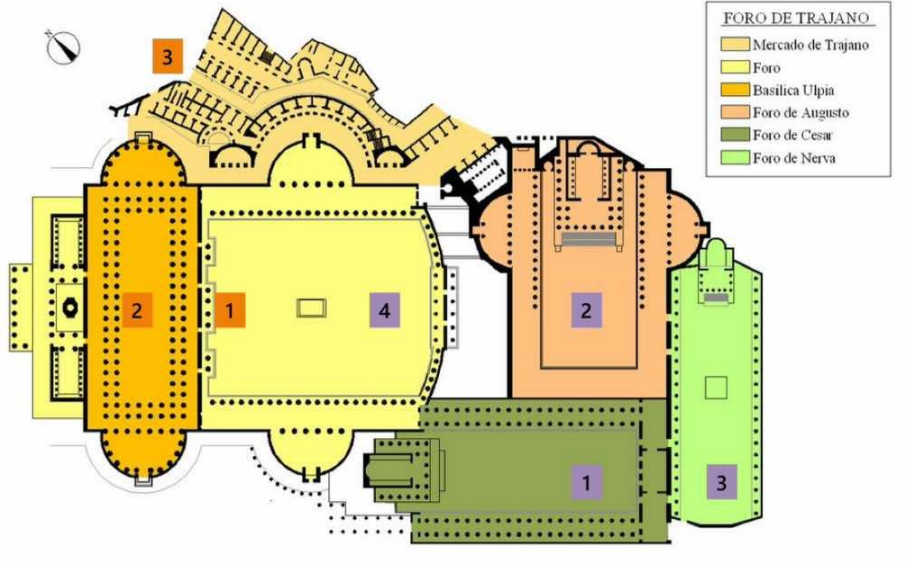 FORO DE TRAJANO
Mercado de Trajano
Foro
Basilica Ulpia
Foro de Augusto
Foro de Cesar
Foro de Nerva
N
3
2
1
4
2
1
3